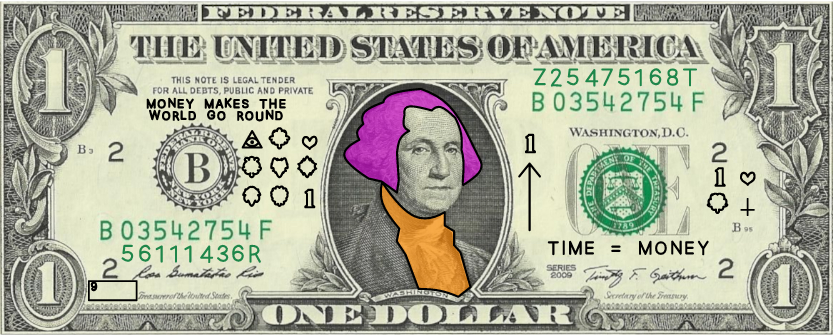 FEDERAL RESERVE NOTE
THE UNITED STATES OF AMERICA
THIS NOTE IS LEGAL TENDER
FOR ALL DEBTS, PUBLIC AND PRIVATE
MONEY MAKES THE
WORLD GO ROUND
Z25475168T
B 03542754 F
WASHINGTON, D.C.
B 3
2
B
1
1
2
1
B 03542754 F
56111436R
TIME = MONEY
2
9
1
Treasurer of the United States.
WASHINGTON
SERIES
2009
Timothy F. Geithner
Secretary of the Treasury.
2
1
1
ONE DOLLAR